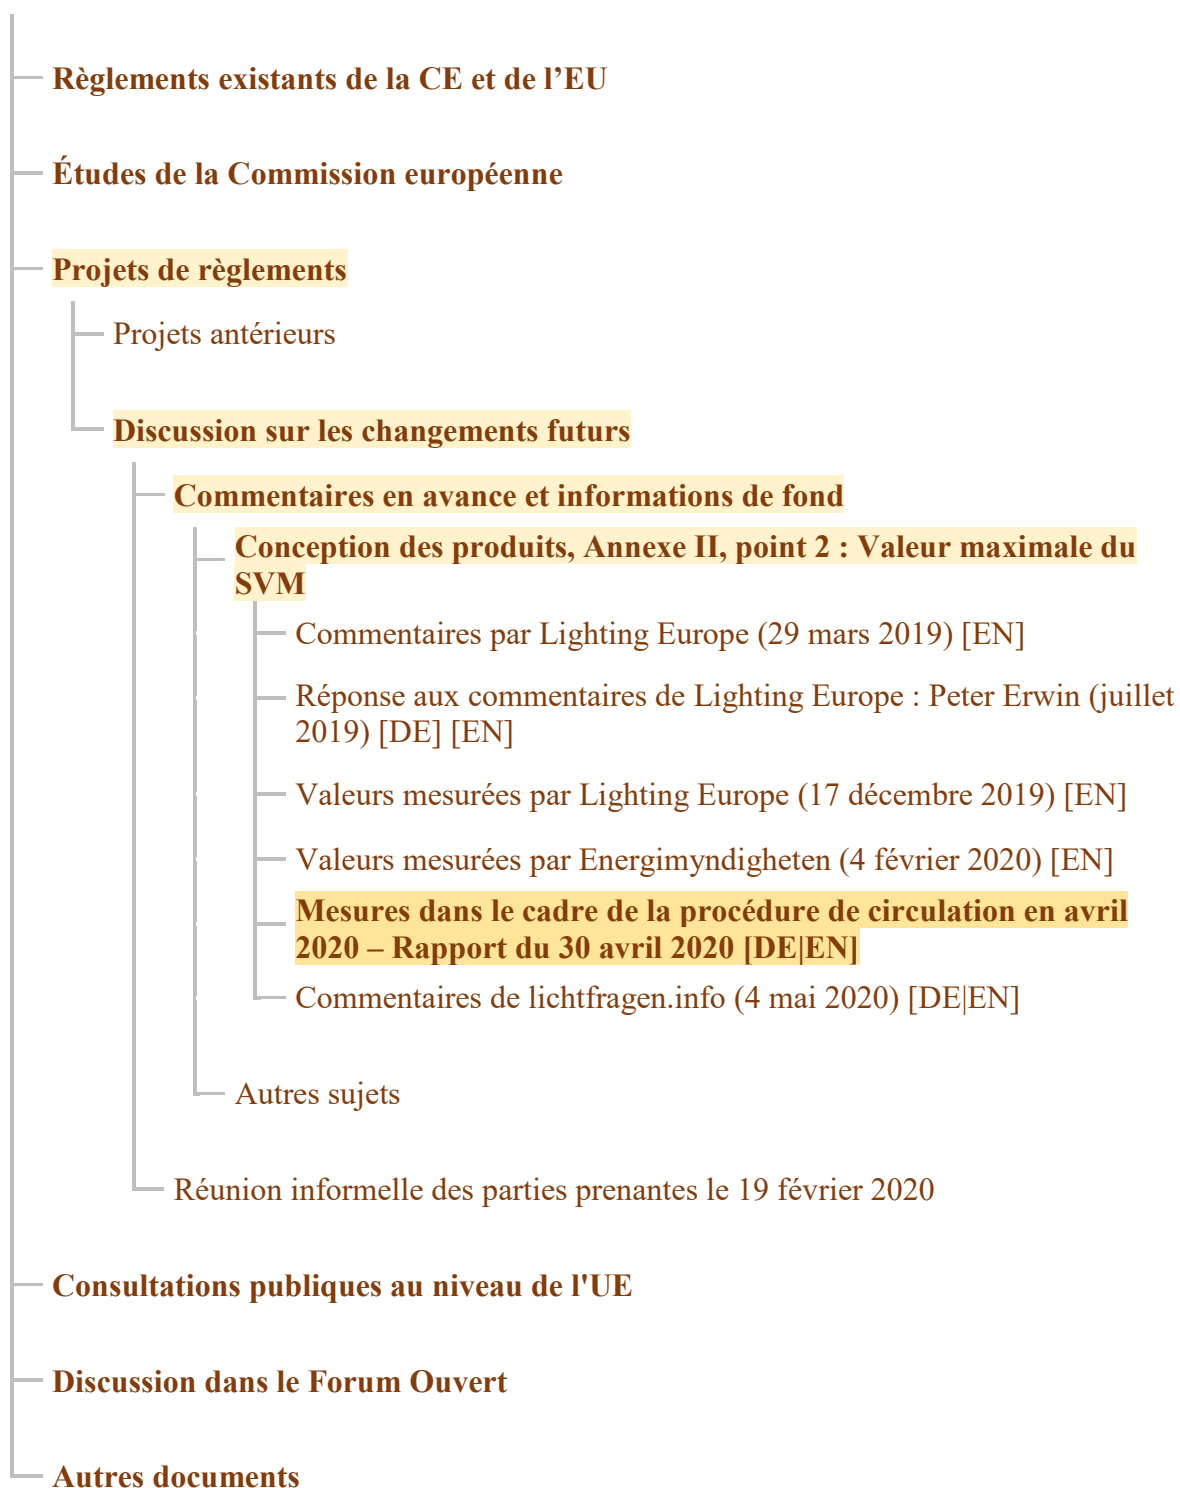 Règlements existants de la CE et de l’EU
Études de la Commission européenne
Projets de règlements
Projets antérieurs
Discussion sur les changements futurs
Commentaires en avance et informations de fond
Conception des produits, Annexe II, point 2 : Valeur maximale du
SVM
Commentaires par Lighting Europe (29 mars 2019) [EN]
Réponse aux commentaires de Lighting Europe : Peter Erwin (juillet
2019) [DE] [EN]
Valeurs mesurées par Lighting Europe (17 décembre 2019) [EN]
Valeurs mesurées par Energimyndigheten (4 février 2020) [EN]
Mesures dans le cadre de la procédure de circulation en avril
2020 – Rapport du 30 avril 2020 [DE|EN]
Commentaires de lichtfragen.info (4 mai 2020) [DE|EN]
Autres sujets
Réunion informelle des parties prenantes le 19 février 2020
Consultations publiques au niveau de l'UE
Discussion dans le Forum Ouvert
Autres documents